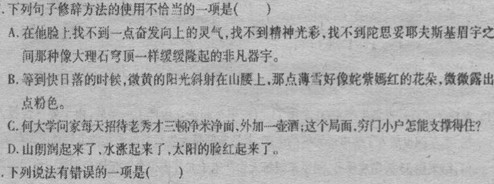 .下列句子修辞方法的使用不恰当的一项是(  )
A.在他脸上找不到一点奋发向上的灵气,找不到精神光彩,找不到陀思妥耶夫斯基眉宇之
间那种像大理石穹顶一样缓缓隆起的非凡器宇。
B.等到快日落的时候,微黄的阳光斜射在山腰上,那点薄雪好像姹紫嫣红的花朵,微微露出
点粉色。
C.何大学问家每天招待老秀才三顿净米净面,外加一壶酒;这个局面,穷门小户怎能支撑得住?
D.山朗润起来了,水涨起来了,太阳的脸红起来了。
.下列说法有错误的一项是(  )